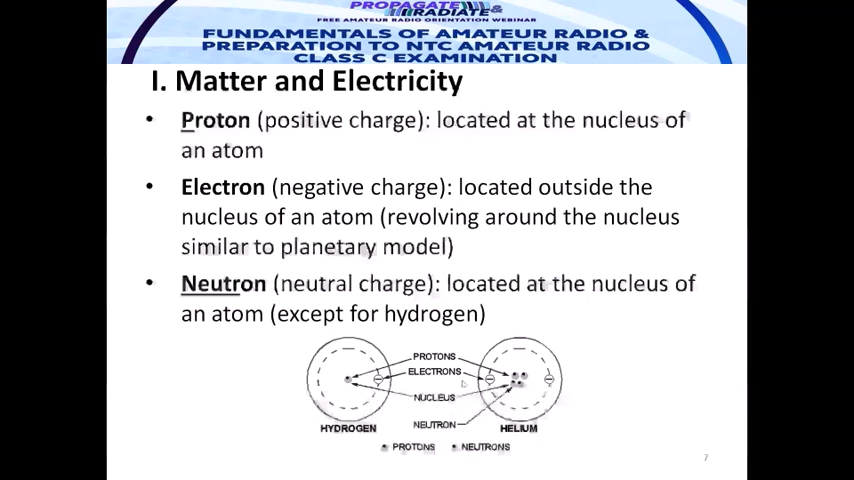 PROPAGATE &
RADIATE
FREE AMATEUR RADIO ORIENTATION WEBINAR
FUNDAMENTALS OF AMATEUR RADIO &
PREPARATION TO NTC AMATEUR RADIO
CLASS C EXAMINATION
I. Matter and Electricity
• Proton (positive charge): located at the nucleus of
an atom
• Electron (negative charge): located outside the
nucleus of an atom (revolving around the nucleus
similar to planetary model)
• Neutron (neutral charge): located at the nucleus of
an atom (except for hydrogen)
PROTONS
ELECTRONS
NUCLEUS
NEUTRON
HYDROGEN
HELIUM
PROTONS
NEUTRONS
7